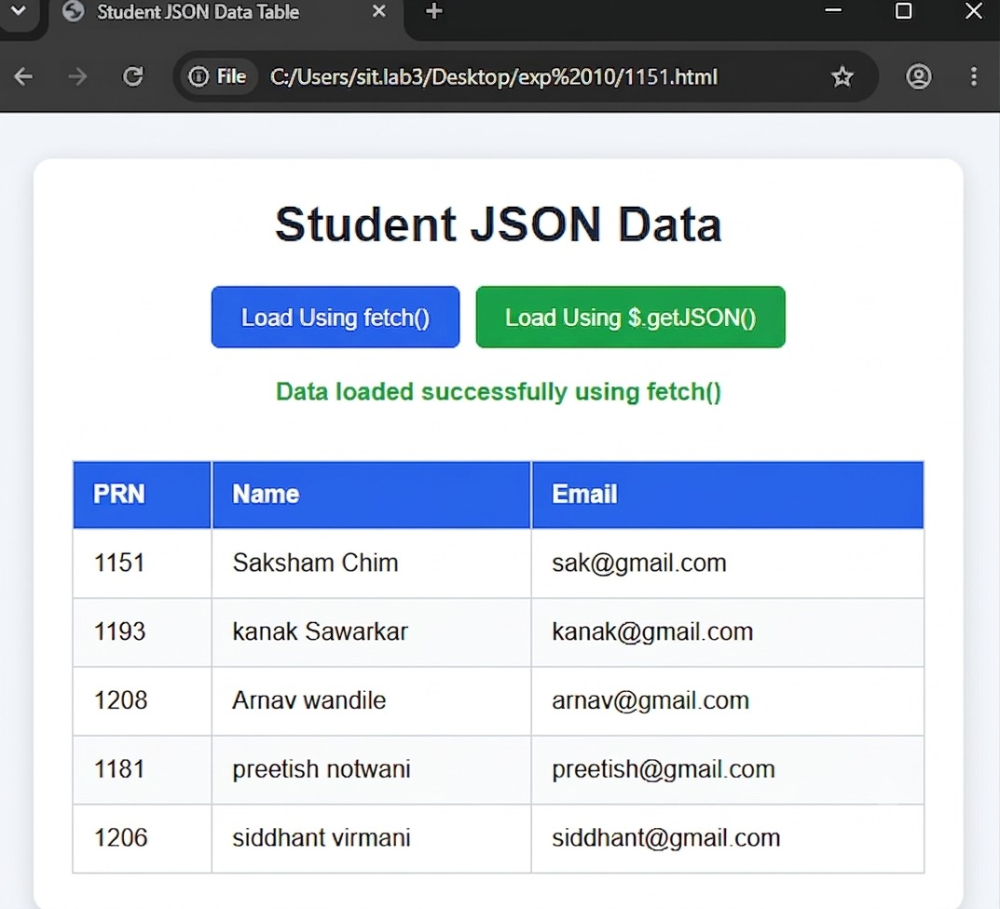 Student JSON Data Table
File C:/Users/sit.lab3/Desktop/exp%2010/1151.html
Student JSON Data
Load Using fetch() Load Using $.getJSON()
Data loaded successfully using fetch()
PRN Name Email
1151 Saksham Chim sak@gmail.com
1193 kanak Sawarkar kanak@gmail.com
1208 Arnav wandile arnav@gmail.com
1181 preetish notwani preetish@gmail.com
1206 siddhant virmani siddhant@gmail.com